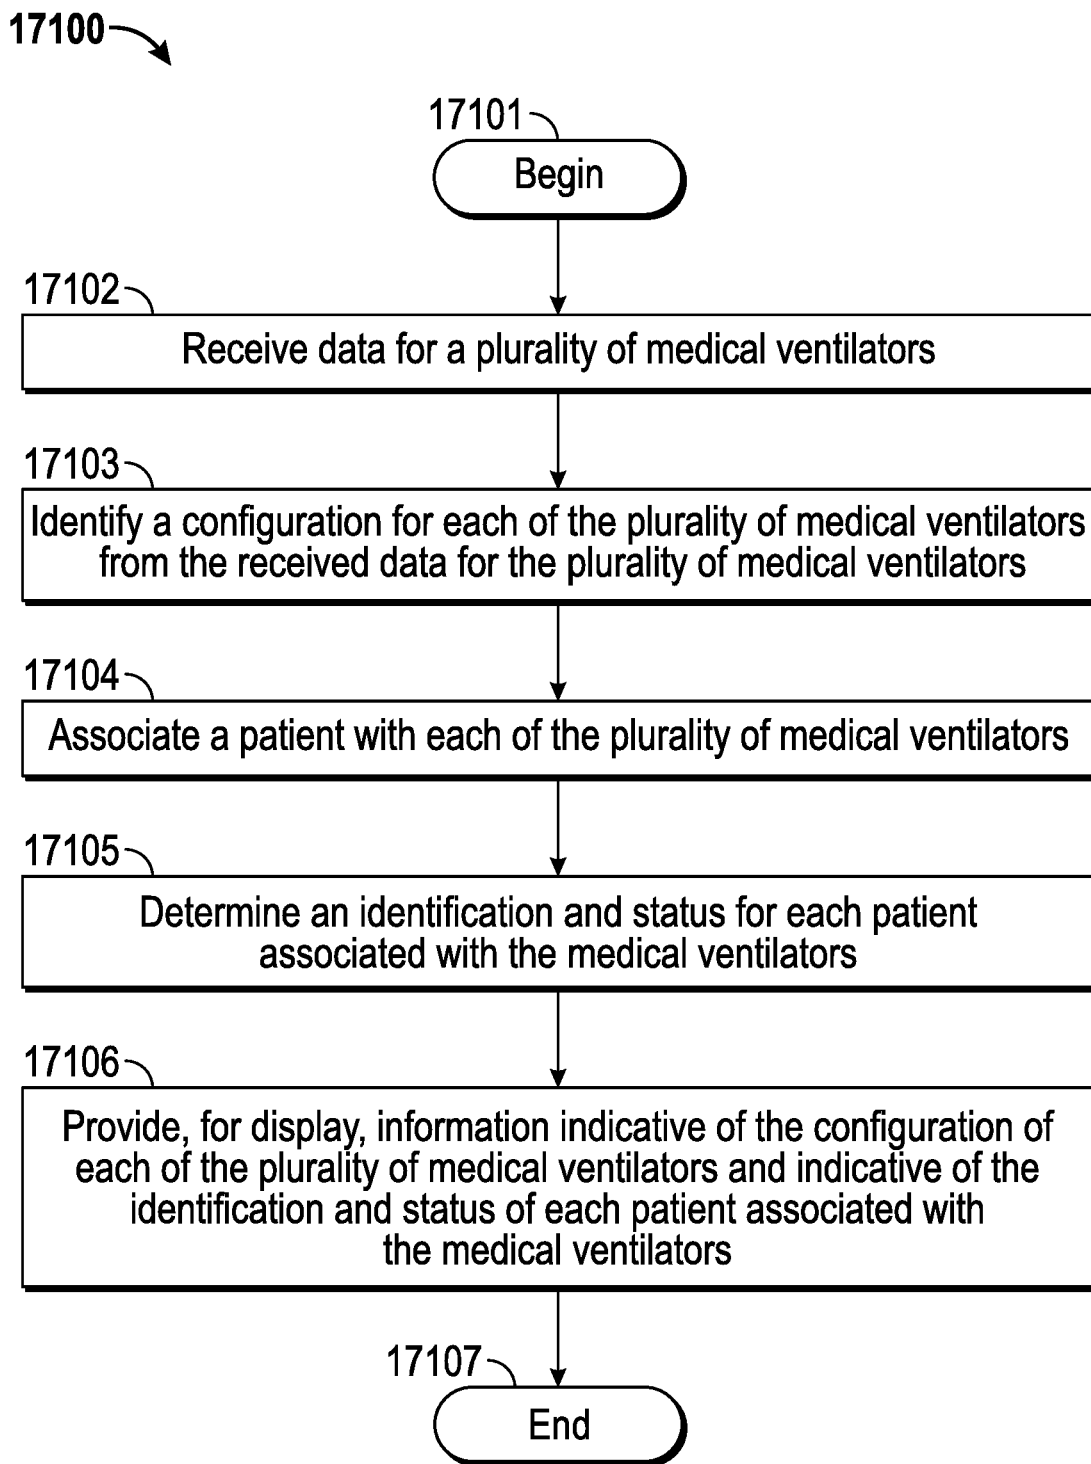 17100
17101
Begin
17102
Receive data for a plurality of medical ventilators
17103
Identify a configuration for each of the plurality of medical ventilators
from the received data for the plurality of medical ventilators
17104
Associate a patient with each of the plurality of medical ventilators
17105
Determine an identification and status for each patient
associated with the medical ventilators
17106
Provide, for display, information indicative of the configuration of
each of the plurality of medical ventilators and indicative of the
identification and status of each patient associated with
the medical ventilators
17107
End